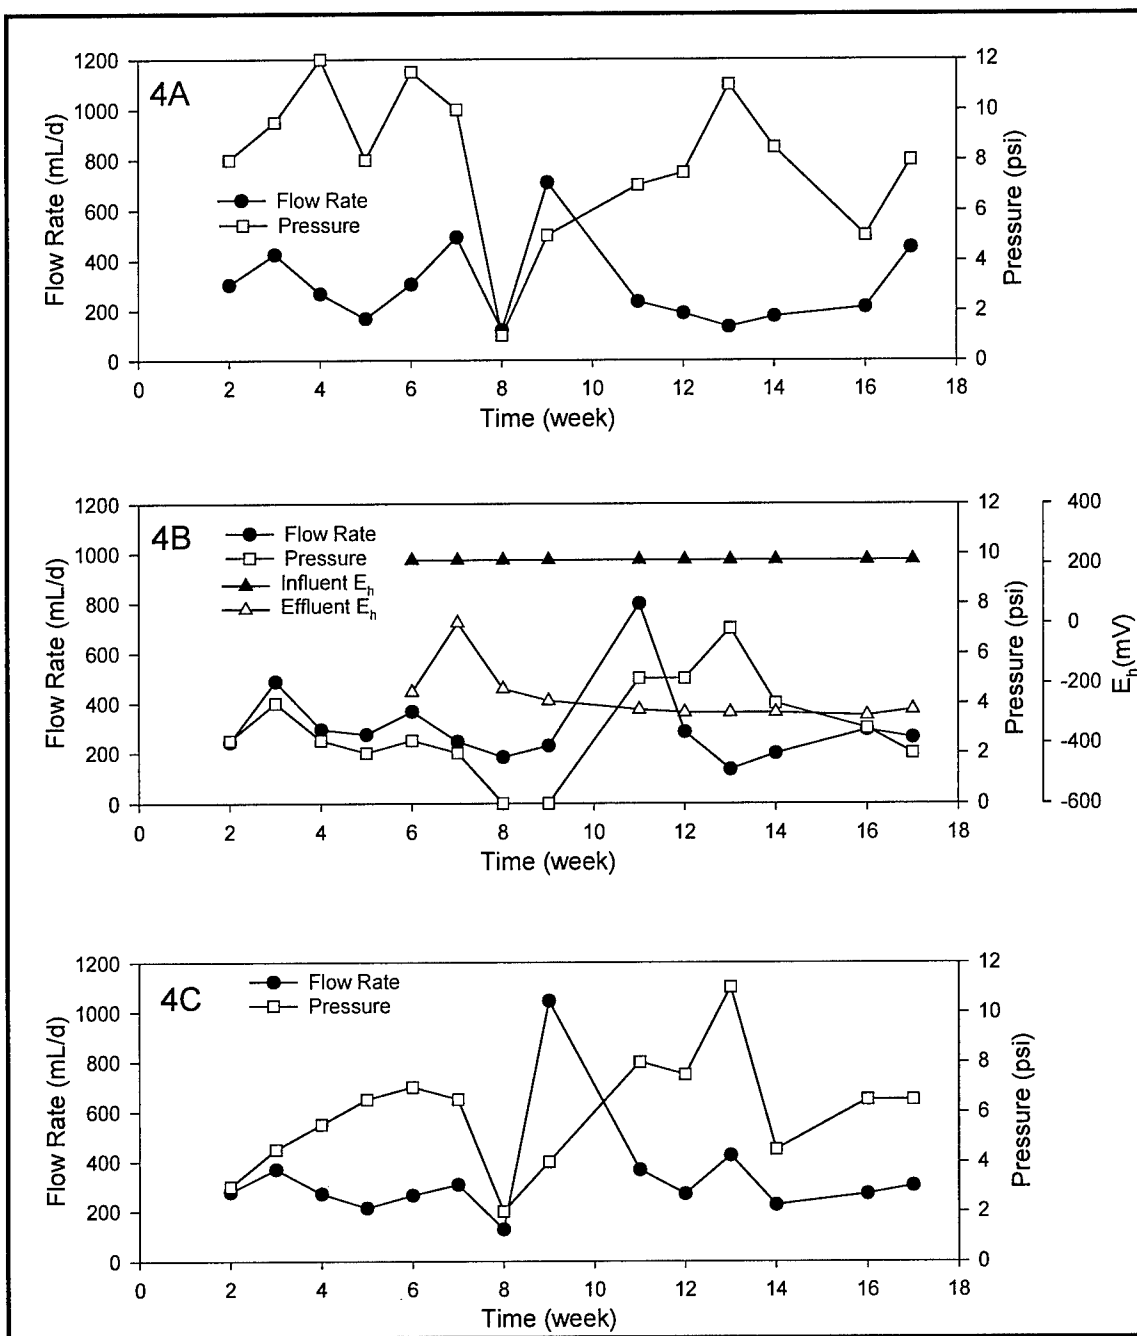 4A
Flow Rate (mL/d)
1200
1000
800
600
400
200
0
Flow Rate
Pressure
12
10
8
6
4
2
0
Pressure (psi)
0 2 4 6 8 10 12 14 16 18
Time (week)
4B
Flow Rate (mL/d)
1200
1000
800
600
400
200
0
Flow Rate
Pressure
Influent Eh
Effluent Eh
12
10
8
6
4
2
0
Pressure (psi)
400
200
0
-200
-400
-600
Eh(mV)
0 2 4 6 8 10 12 14 16 18
Time (week)
4C
Flow Rate (mL/d)
1200
1000
800
600
400
200
0
Flow Rate
Pressure
12
10
8
6
4
2
0
Pressure (psi)
0 2 4 6 8 10 12 14 16 18
Time (week)